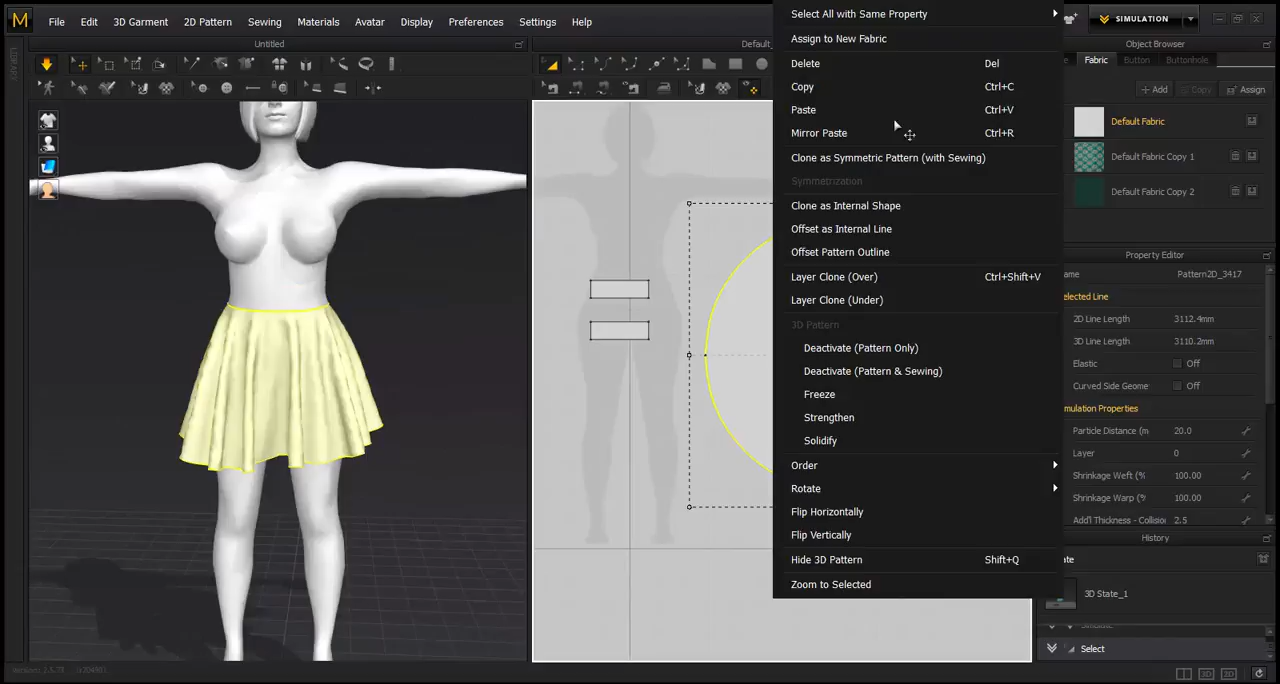 M
File
Edit
3D Garment
2D Pattern
Sewing
Materials
Avatar
Display
Preferences
Settings
Help
SIMULATION
LIBRARY
Untitled
Default_
Object Browser
Fabric
Button
Buttonhole
+ Add
Copy
Assign
Default Fabric
Default Fabric Copy 1
Default Fabric Copy 2
Select All with Same Property
Assign to New Fabric
Delete Del
Copy Ctrl+C
Paste Ctrl+V
Mirror Paste Ctrl+R
Clone as Symmetric Pattern (with Sewing)
Symmetrization
Clone as Internal Shape
Offset as Internal Line
Offset Pattern Outline
Layer Clone (Over) Ctrl+Shift+V
Layer Clone (Under)
3D Pattern
Deactivate (Pattern Only)
Deactivate (Pattern & Sewing)
Freeze
Strengthen
Solidify
Order
Rotate
Flip Horizontally
Flip Vertically
Hide 3D Pattern Shift+Q
Zoom to Selected
Property Editor
ame Pattern2D_3417
elected Line
2D Line Length 3112.4mm
3D Line Length 3110.2mm
Elastic Off
Curved Side Geome Off
mulation Properties
Particle Distance (m 20.0
Layer 0
Shrinkage Weft (% 100.00
Shrinkage Warp (% 100.00
Add'l Thickness - Collisio 2.5
History
ate
3D State_1
Simulate
Select
3D
2D